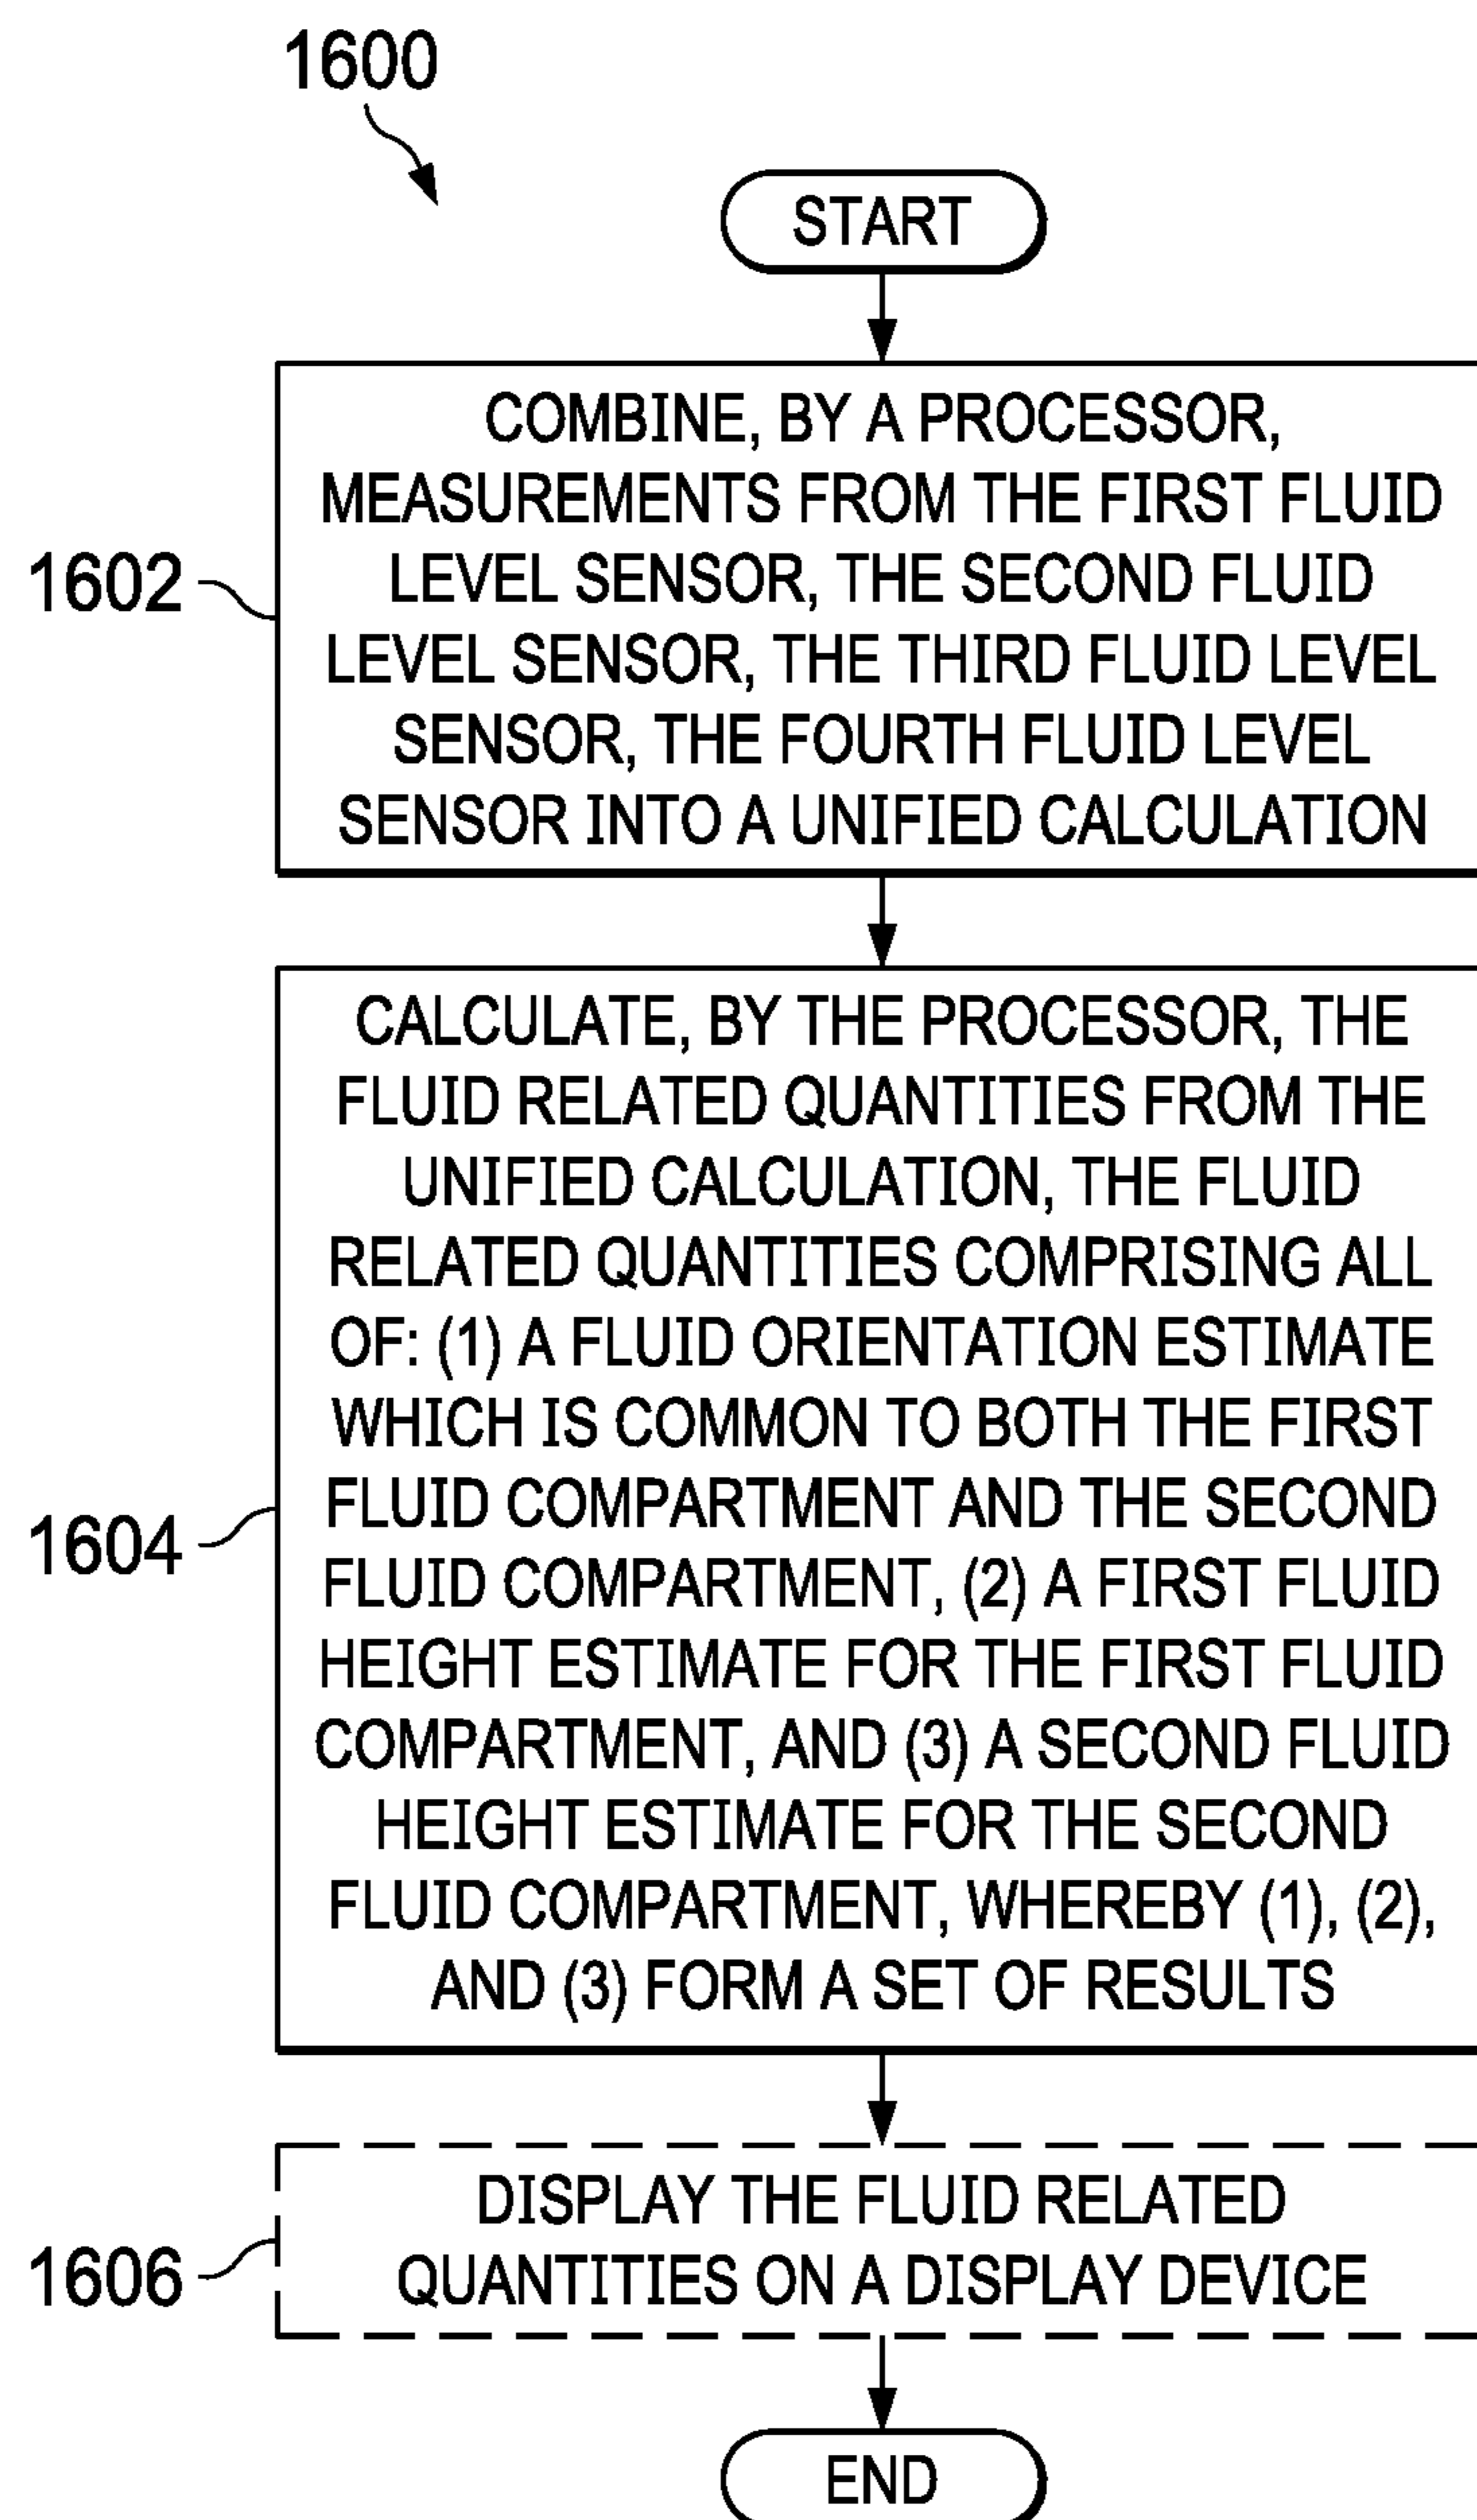 1600
START
COMBINE, BY A PROCESSOR,
MEASUREMENTS FROM THE FIRST FLUID
LEVEL SENSOR, THE SECOND FLUID
LEVEL SENSOR, THE THIRD FLUID LEVEL
SENSOR, THE FOURTH FLUID LEVEL
SENSOR INTO A UNIFIED CALCULATION
1602
CALCULATE, BY THE PROCESSOR, THE
FLUID RELATED QUANTITIES FROM THE
UNIFIED CALCULATION, THE FLUID
RELATED QUANTITIES COMPRISING ALL
OF: (1) A FLUID ORIENTATION ESTIMATE
WHICH IS COMMON TO BOTH THE FIRST
FLUID COMPARTMENT AND THE SECOND
FLUID COMPARTMENT, (2) A FIRST FLUID
HEIGHT ESTIMATE FOR THE FIRST FLUID
COMPARTMENT, AND (3) A SECOND FLUID
HEIGHT ESTIMATE FOR THE SECOND
FLUID COMPARTMENT, WHEREBY (1), (2),
AND (3) FORM A SET OF RESULTS
1604
DISPLAY THE FLUID RELATED
QUANTITIES ON A DISPLAY DEVICE
1606
END